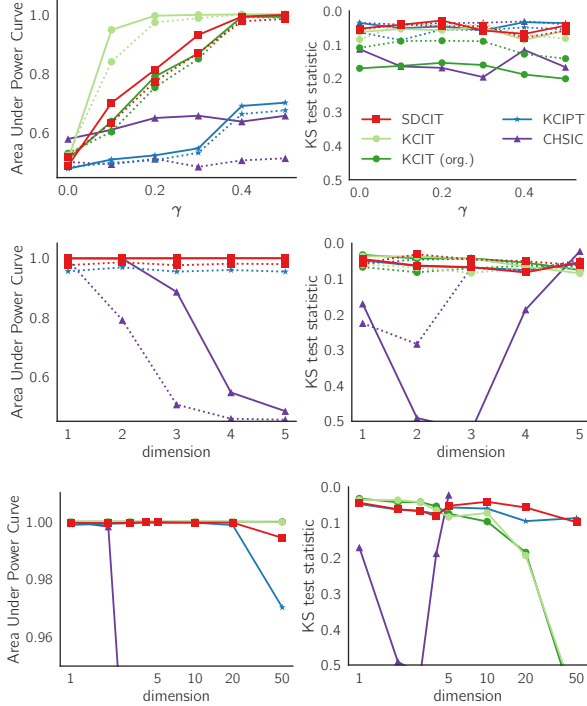 1.0
0.8
0.6
Area Under Power Curve
0.0 0.2 0.4
γ
0.0
0.1
0.2
0.3
0.4
0.5
KS test statistic
SDCIT
KCIT
KCIT (org.)
KCIPT
CHSIC
0.0 0.2 0.4
γ
1.0
0.8
0.6
Area Under Power Curve
1 2 3 4 5
dimension
0.0
0.1
0.2
0.3
0.4
0.5
KS test statistic
1 2 3 4 5
dimension
1.00
0.98
0.96
Area Under Power Curve
1 5 10 20 50
dimension
0.0
0.1
0.2
0.3
0.4
0.5
KS test statistic
1 5 10 20 50
dimension